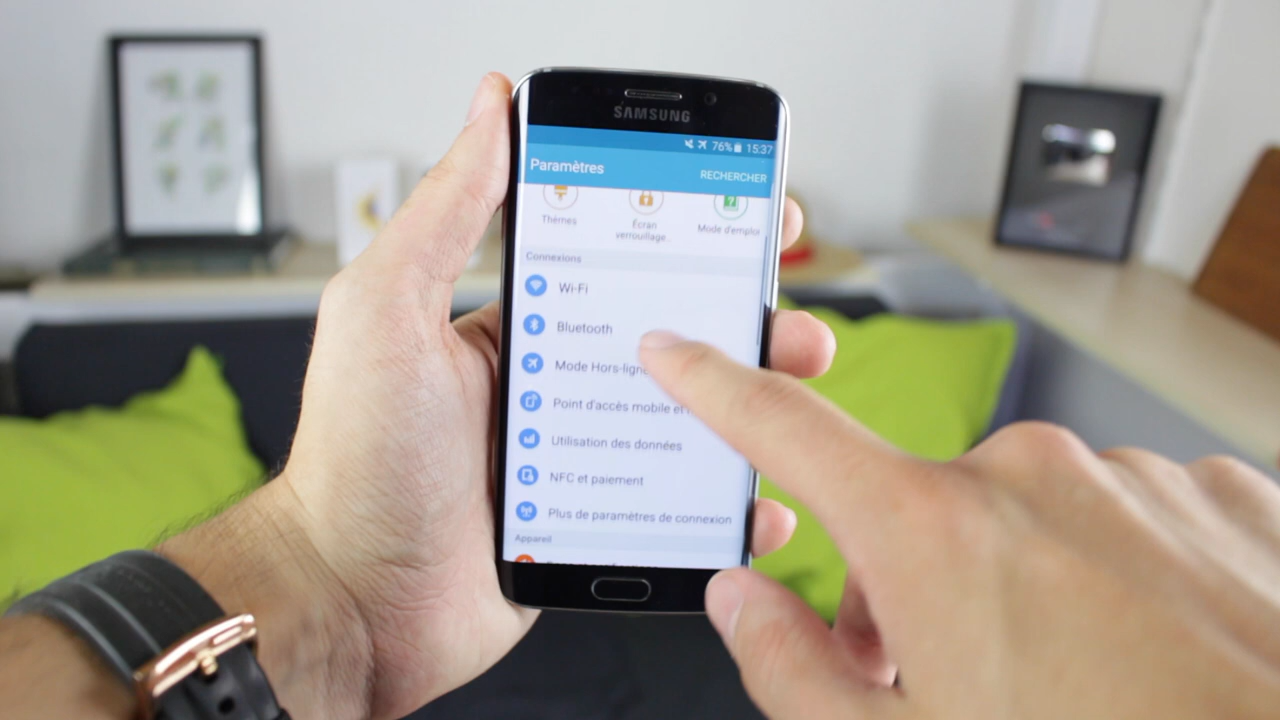 SAMSUNG
76% 15:37
Paramètres
RECHERCHER
Thèmes
Écran
verrouillage..
Mode d'emploi
Connexions
Wi-Fi
Bluetooth
Mode Hors-ligne
Point d'accès mobile et
Utilisation des données
NFC et paiement
Plus de paramètres de connexion
Appareil